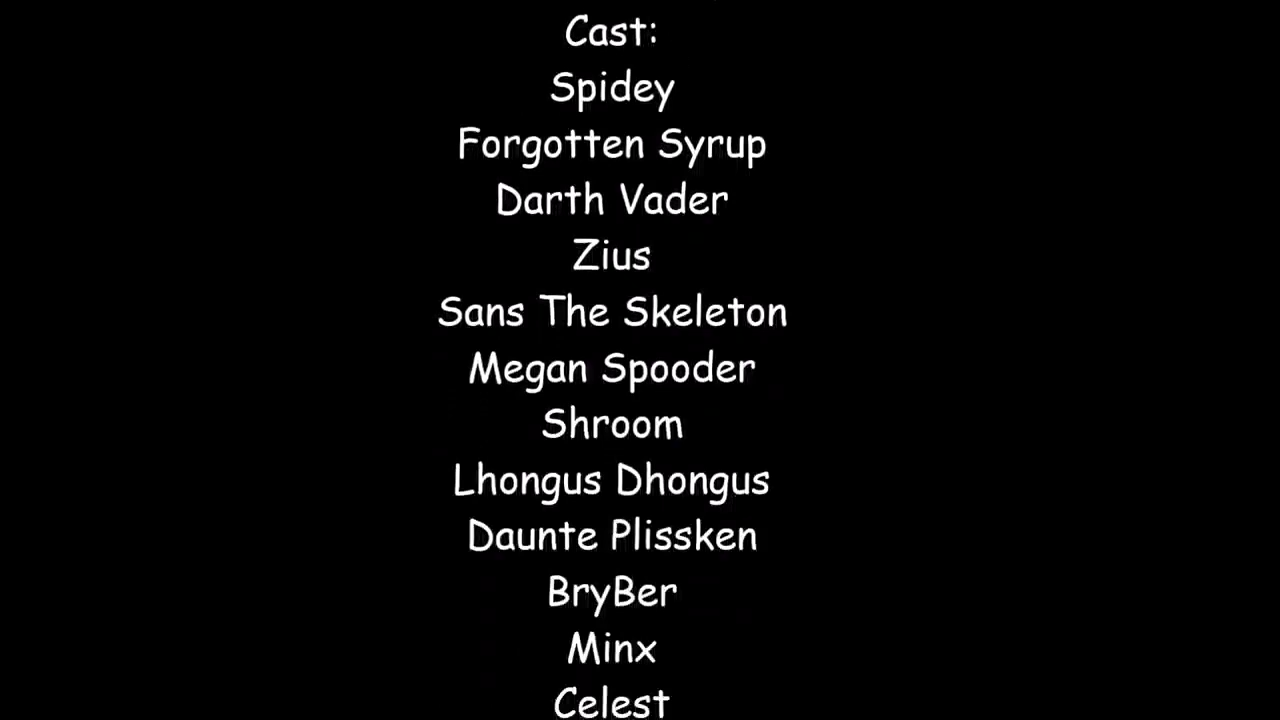 Cast:
Spidey
Forgotten Syrup
Darth Vader
Zius
Sans The Skeleton
Megan Spooder
Shroom
Lhongus Dhongus
Daunte Plissken
BryBer
Minx
Celest